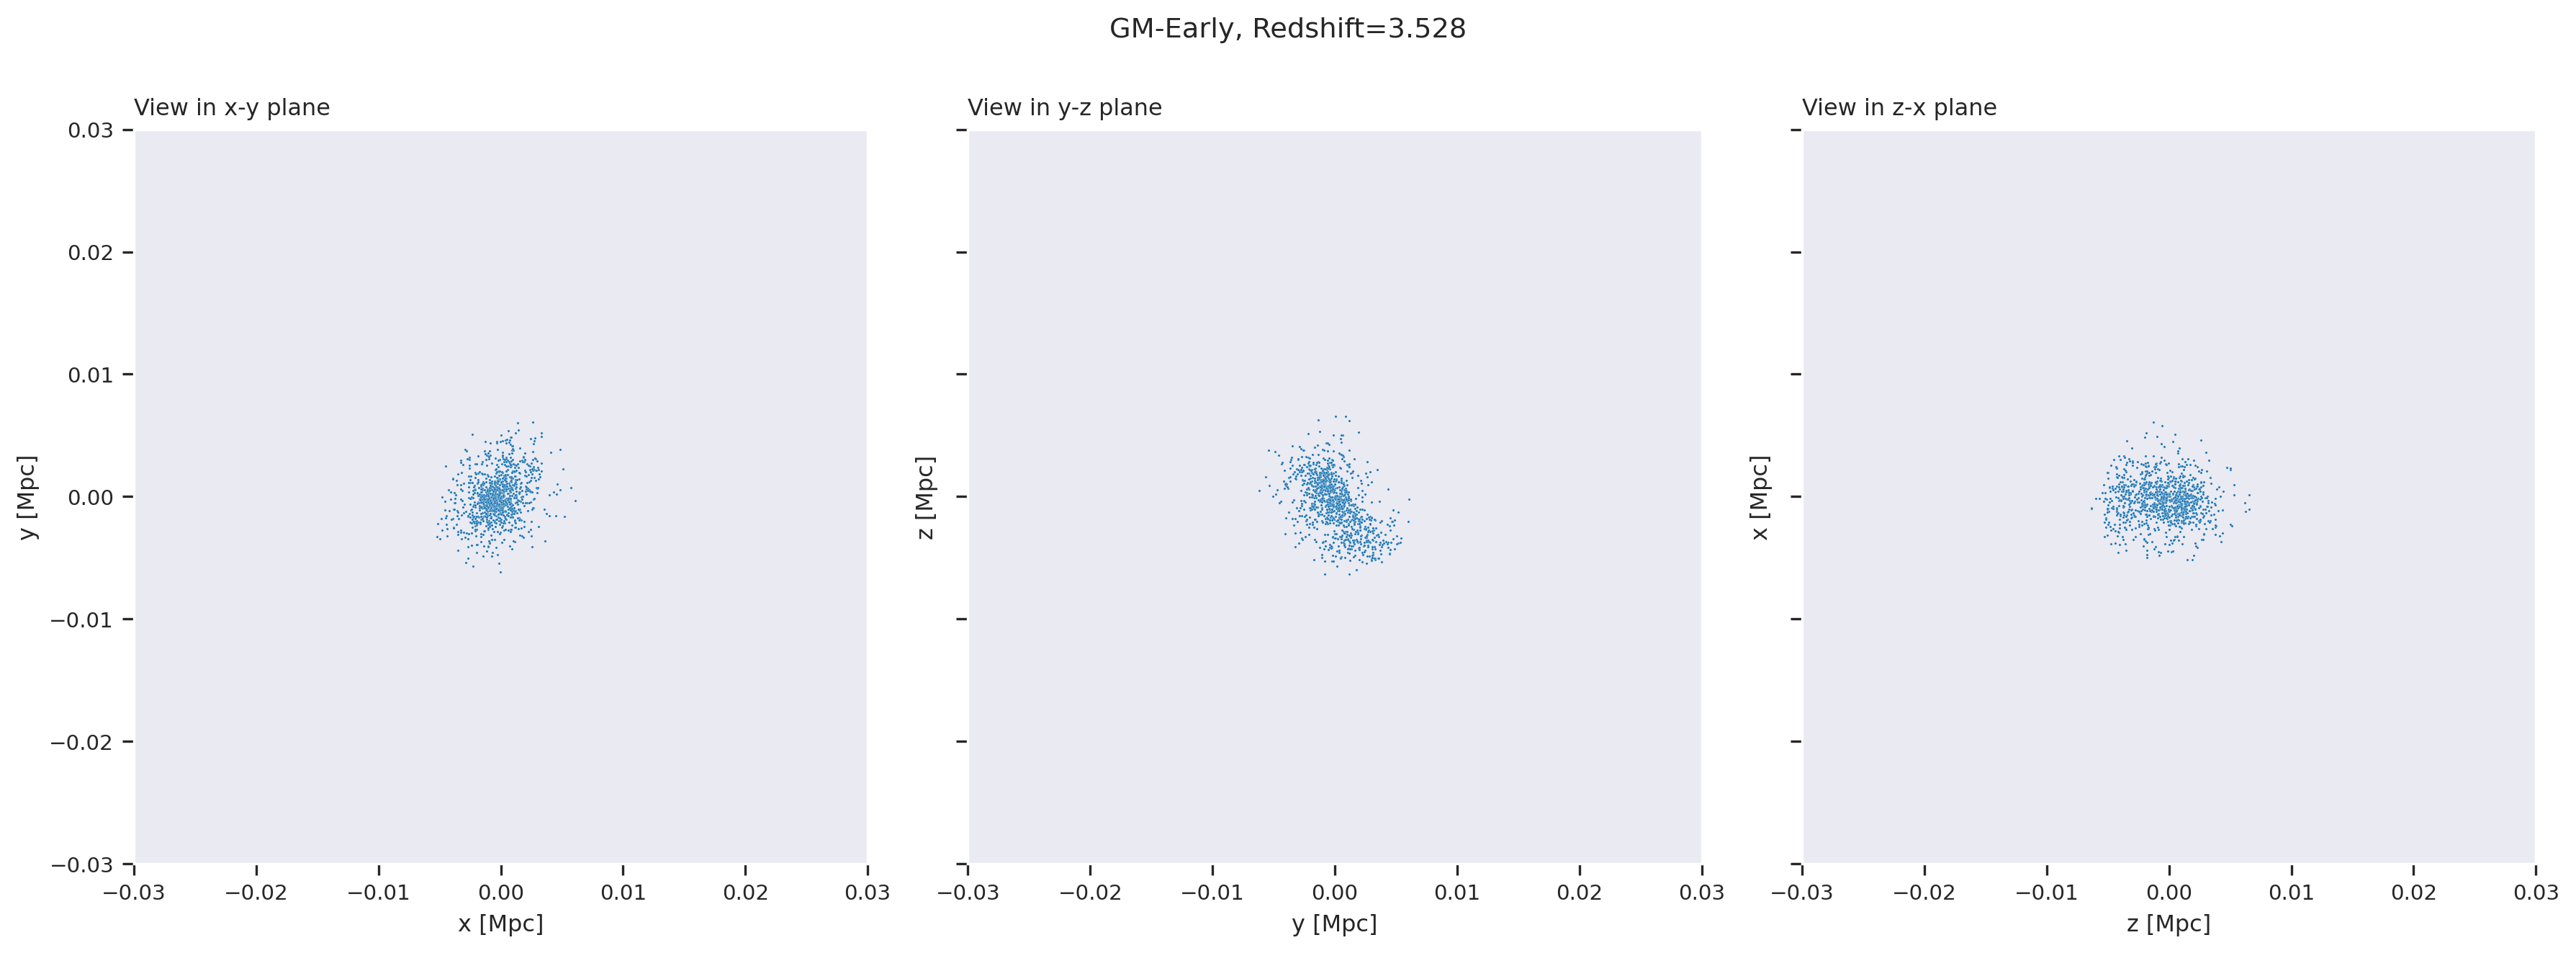 GM-Early, Redshift=3.528
View in x-y plane
0.03
0.02
0.01
0.00
−0.01
−0.02
−0.03
y [Mpc]
−0.03 −0.02 −0.01 0.00 0.01 0.02 0.03
x [Mpc]
View in y-z plane
z [Mpc]
−0.03 −0.02 −0.01 0.00 0.01 0.02 0.03
y [Mpc]
View in z-x plane
x [Mpc]
−0.03 −0.02 −0.01 0.00 0.01 0.02 0.03
z [Mpc]